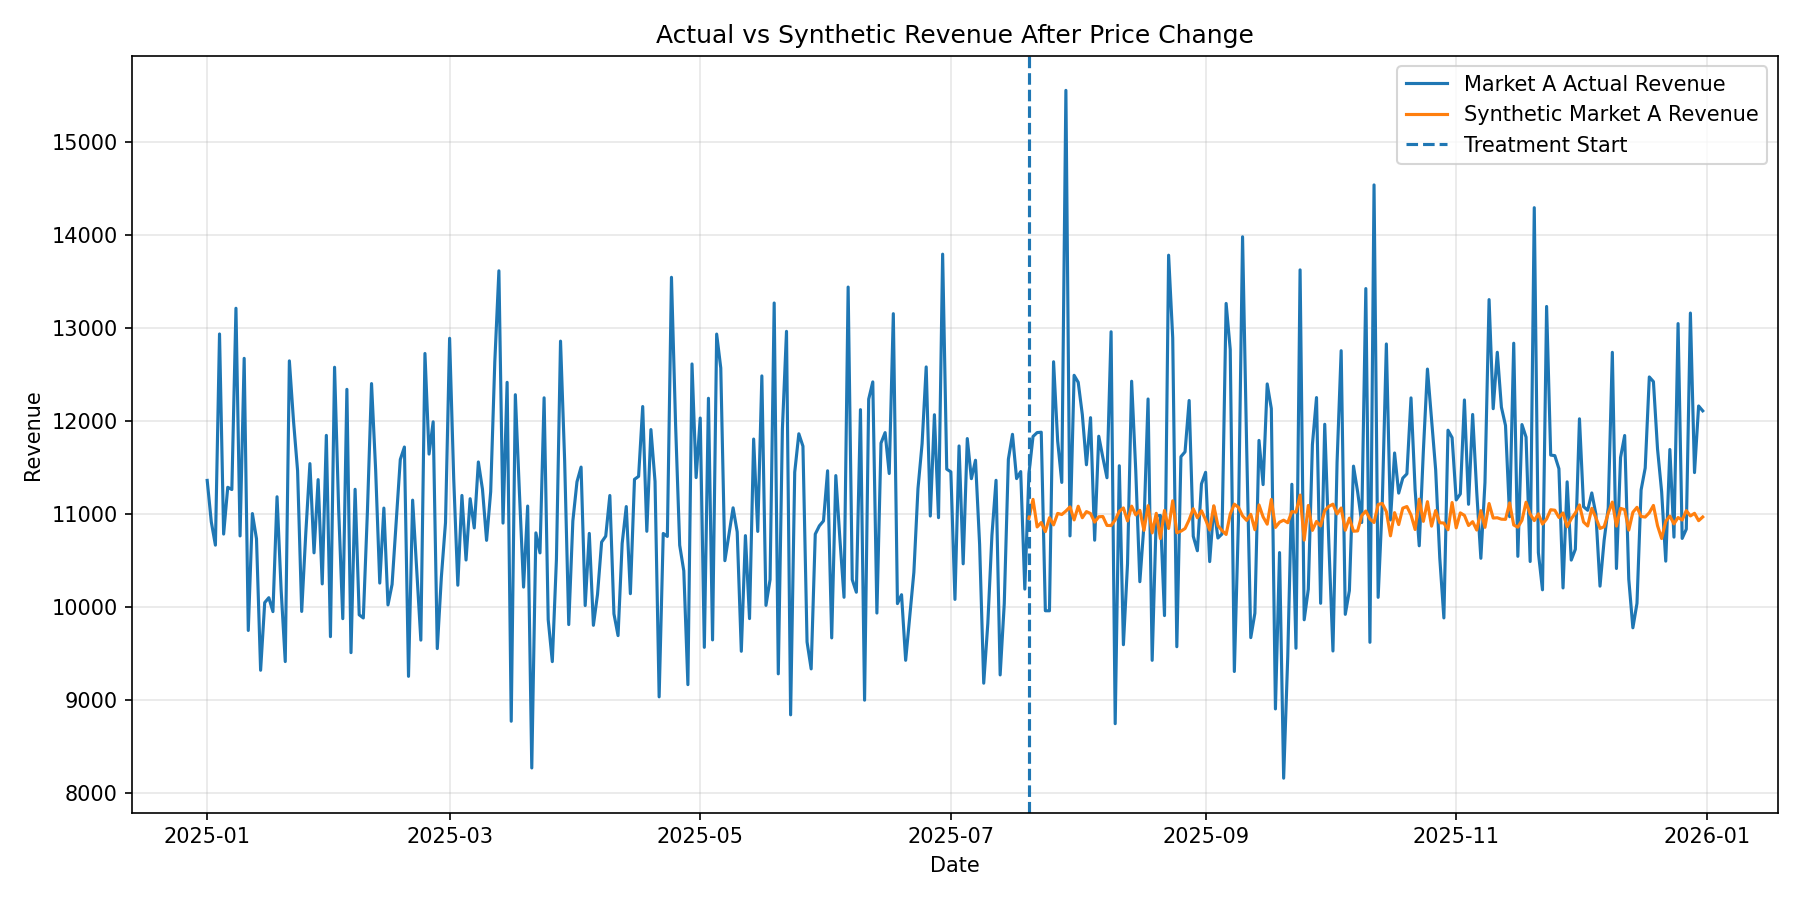 Actual vs Synthetic Revenue After Price Change
Market A Actual Revenue
Synthetic Market A Revenue
Treatment Start
Revenue
15000
14000
13000
12000
11000
10000
9000
8000
2025-01 2025-03 2025-05 2025-07 2025-09 2025-11 2026-01
Date